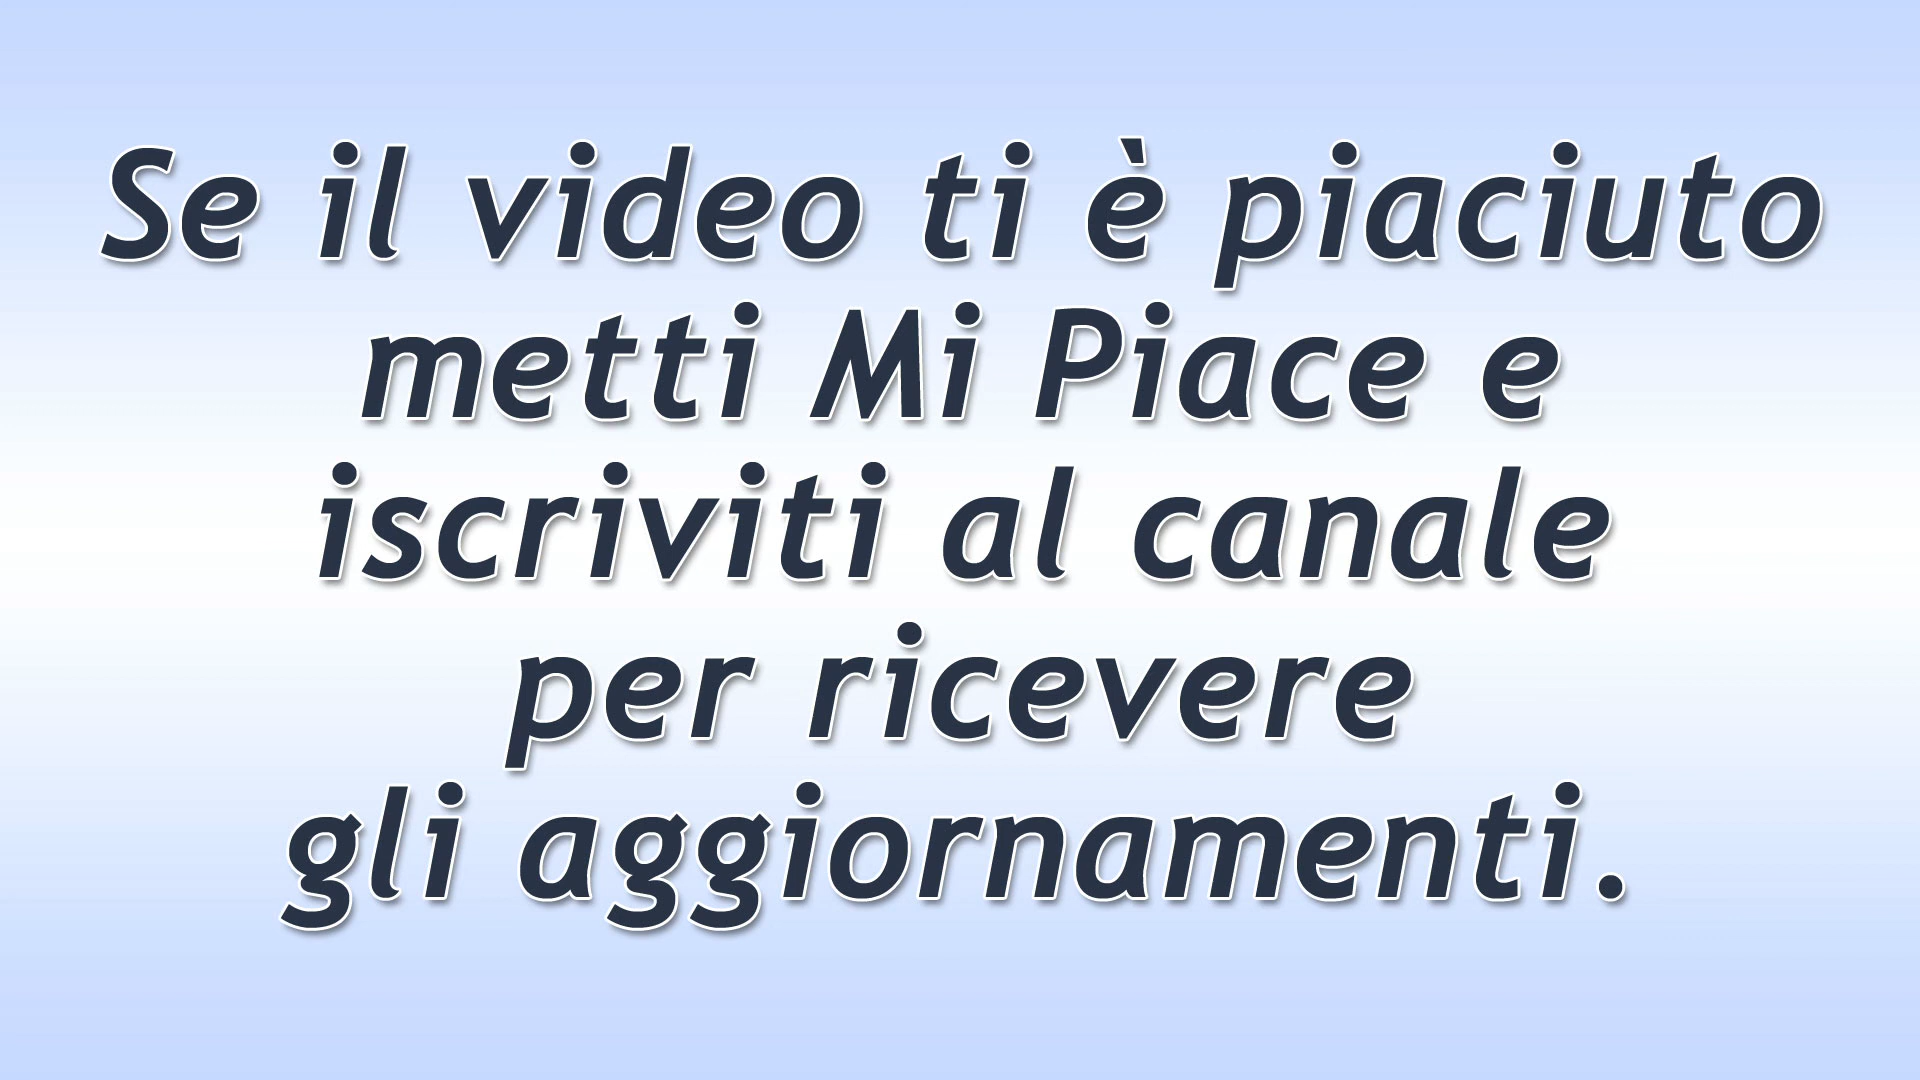 Se il video ti è piaciuto
metti Mi Piace e
iscriviti al canale
per ricevere
gli aggiornamenti.